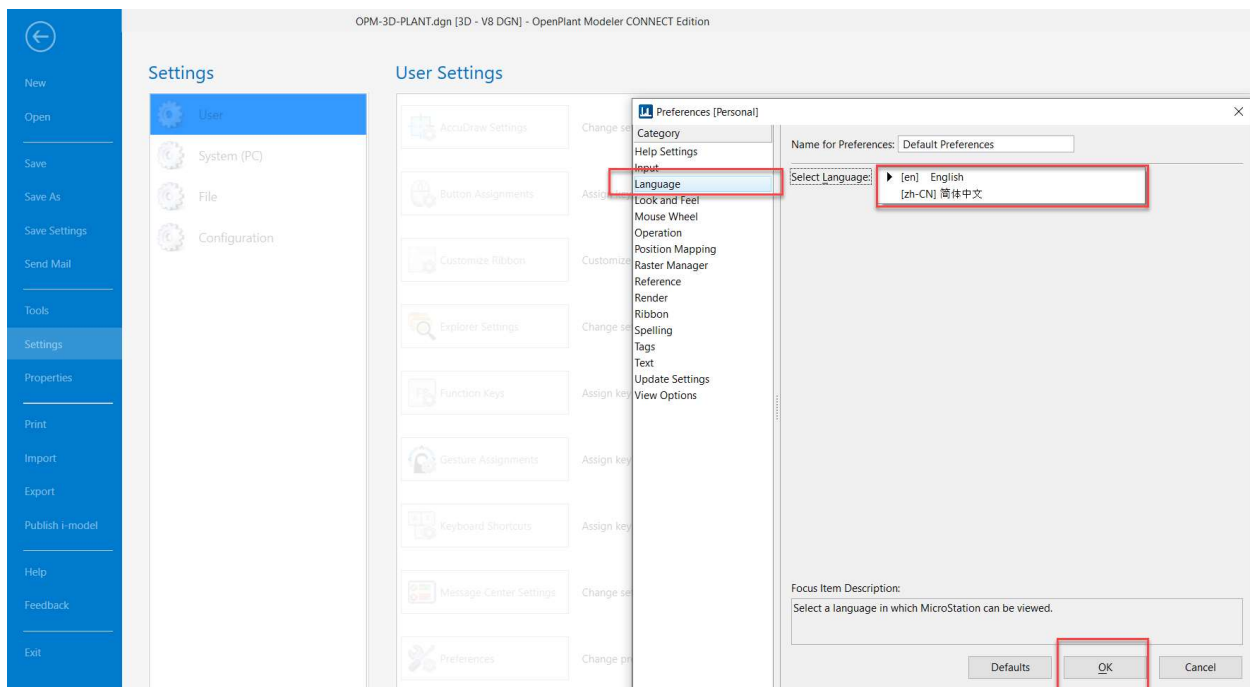 OPM-3D-PLANT.dgn [3D - V8 DGN] - OpenPlant Modeler CONNECT Edition
New
Open
Save
Save As
Save Settings
Send Mail
Tools
Settings
Properties
Print
Import
Export
Publish i-model
Help
Feedback
Exit
Settings
User
System (PC)
File
Configuration
User Settings
AccuDraw Settings
Change se
Button Assignments
Assign key
Customize Ribbon
Customize
Explorer Settings
Change se
Function Keys
Assign key
Gesture Assignments
Assign key
Keyboard Shortcuts
Assign key
Message Center Settings
Change se
Preferences
Change pr
Preferences [Personal]
Category
Help Settings
Input
Language
Look and Feel
Mouse Wheel
Operation
Position Mapping
Raster Manager
Reference
Render
Ribbon
Spelling
Tags
Text
Update Settings
View Options
Name for Preferences: Default Preferences
Select Language: [en] English
[zh-CN] 简体中文
Focus Item Description:
Select a language in which MicroStation can be viewed.
Defaults OK Cancel